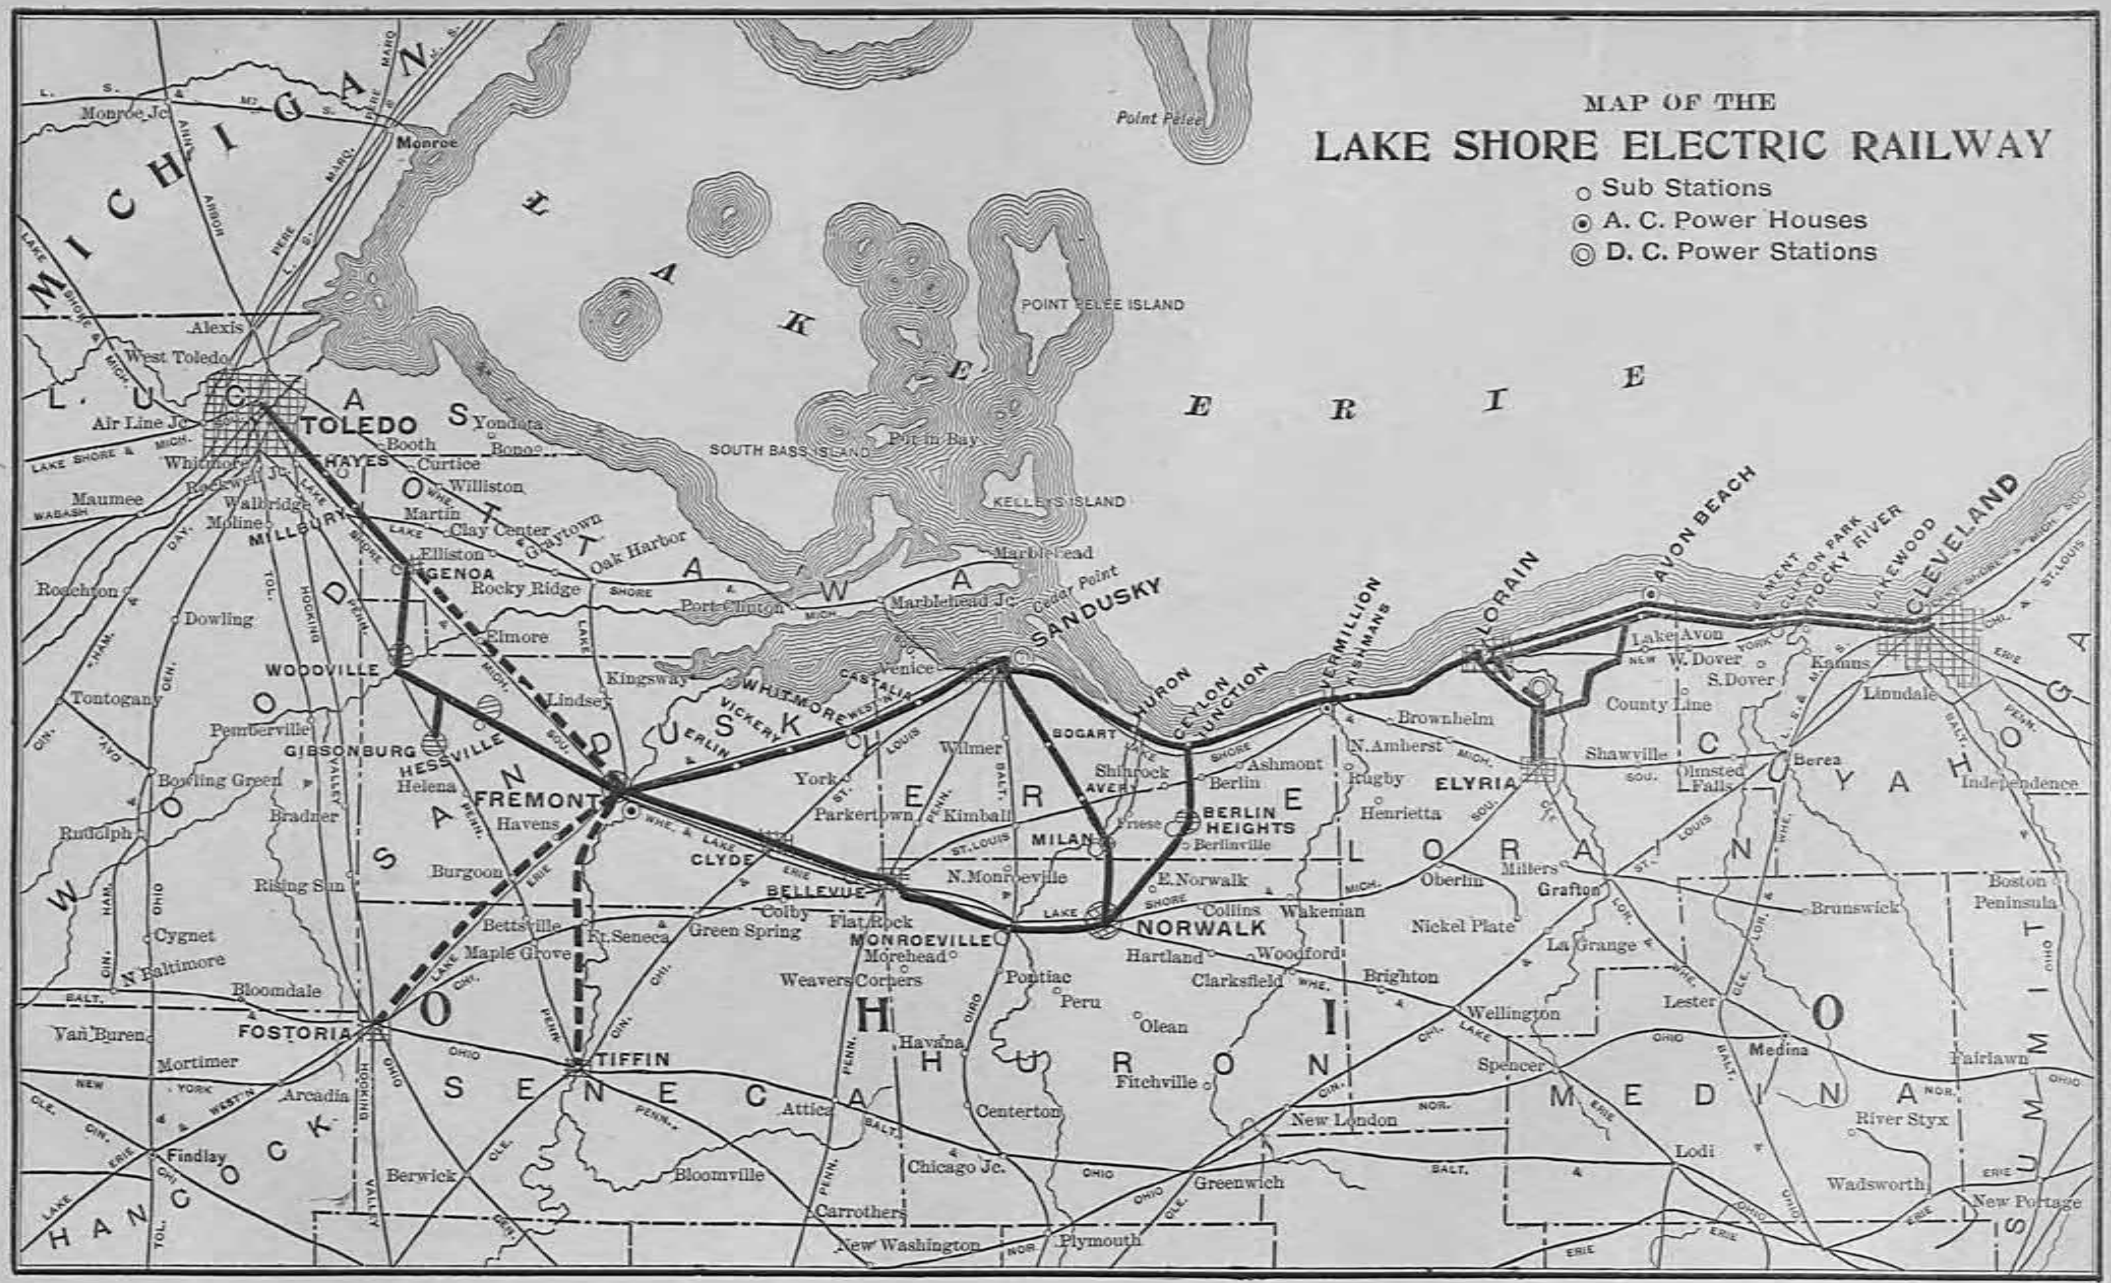 MAP OF THE
LAKE SHORE ELECTRIC RAILWAY
Sub Stations
A. C. Power Houses
D. C. Power Stations
MICHIGAN
LAKE ERIE
OHIO
LUCAS
OTTAWA
WOOD
SANDUSKY
ERIE
LORAIN
CUYAHOGA
SENECA
HURON
MEDINA
SUMMIT
HANCOCK
Monroe Jc.
Monroe
Point Pelee
POINT PELEE ISLAND
SOUTH BASS ISLAND
Put in Bay
KELLEYS ISLAND
Marblehead
Cedar Point
Alexis
West Toledo
Air Line Jc.
TOLEDO
Yondota
Booth
Bono
Whitmore
HAYES
Curtice
Rockwell Jc.
Williston
Maumee
Walbridge
Martin
Moline
MILLBURY
Clay Center
Graytown
Elliston
Oak Harbor
GENOA
Rocky Ridge
Port Clinton
Marblehead Jc.
Roachton
Dowling
Elmore
WOODVILLE
Kingsway
Venice
SANDUSKY
Tontogany
Lindsey
WHITMORE
CASTALIA
VICKERY
ERLIN
Pemberville
GIBSONBURG
HESSVILLE
Helena
Bowling Green
FREMONT
Havens
Bradner
Rudolph
York
Wilmer
BOGART
Parkertown
Kimball
HURON
CEYLON JUNCTION
VERMILLION
KISHMANS
LORAIN
AVON BEACH
DEMENT
CLIFTON PARK
ROCKY RIVER
LAKEWOOD
CLEVELAND
Lake Avon
W. Dover
S. Dover
Kamns
Linndale
County Line
Brownhelm
N. Amherst
Shawville
Olmsted Falls
Berea
Independence
Ashmont
Berlin
Shinrock
AVERY
Rugby
ELYRIA
Henrietta
BERLIN HEIGHTS
Berlinville
Friese
MILAN
CLYDE
BELLEVUE
N. Monroeville
E. Norwalk
Burgoon
Rising Sun
Colby
Flat Rock
Green Spring
Ft. Seneca
Bettsville
Maple Grove
MONROEVILLE
NORWALK
Collins
Wakeman
Oberlin
Millers
Grafton
Nickel Plate
La Grange
Brunswick
Boston
Peninsula
Cygnet
N. Baltimore
Bloomdale
FOSTORIA
Van Buren
Mortimer
Arcadia
TIFFIN
Morehead
Weavers Corners
Pontiac
Peru
Olean
Havana
Hartland
Woodford
Clarksfield
Brighton
Wellington
Lester
Medina
Fairlawn
Spencer
Fitchville
Attica
Centerton
New London
River Styx
Findlay
Berwick
Bloomville
Chicago Jc.
Greenwich
Lodi
Wadsworth
New Portage
Carrothers
New Washington
Plymouth